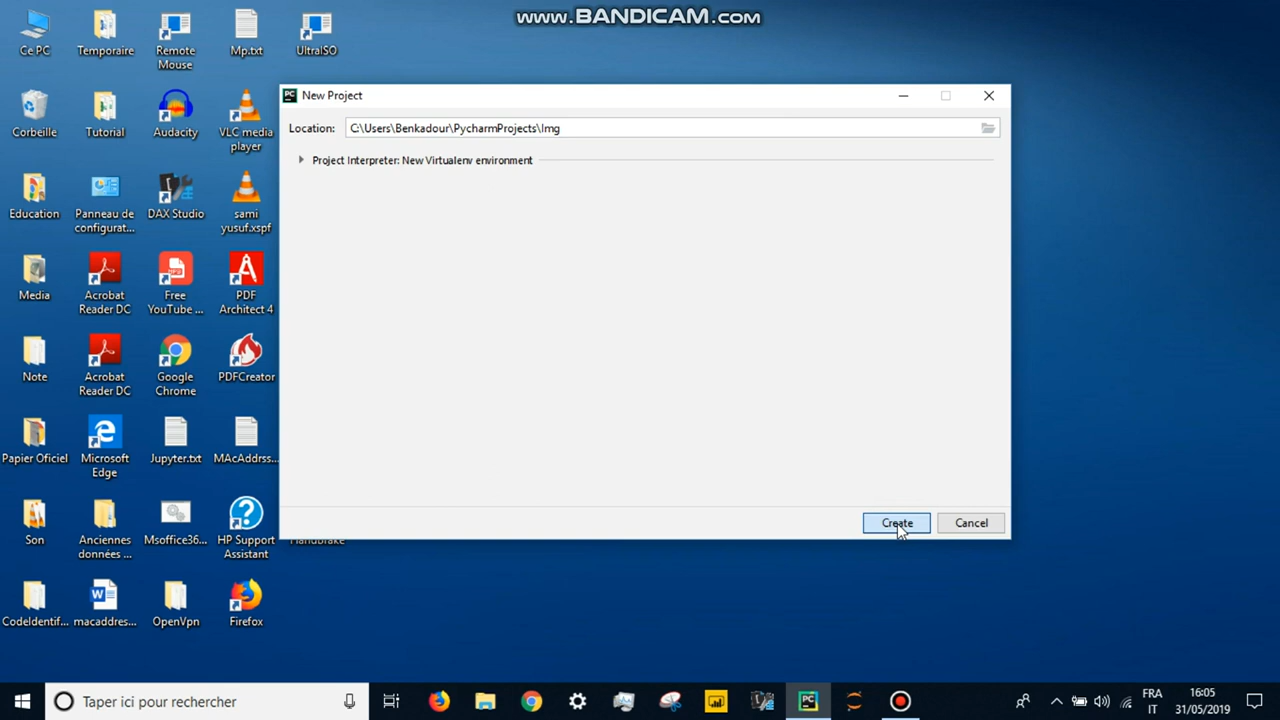 www.BANDICAM.com
Ce PC
Temporaire
Remote
Mouse
Mp.txt
UltraISO
Corbeille
Tutorial
Audacity
VLC media
player
Education
Panneau de
configurat...
DAX Studio
sami
yusuf.xspf
Media
Acrobat
Reader DC
Free
YouTube ...
PDF
Architect 4
Note
Acrobat
Reader DC
Google
Chrome
PDFCreator
Papier Oficiel
Microsoft
Edge
Jupyter.txt
MAcAddrss...
Son
Anciennes
données ...
Msoffice36...
HP Support
Assistant
Handbrake
CodeIdentif...
macaddres...
OpenVpn
Firefox
New Project
Location: C:\Users\Benkadour\PycharmProjects\Img
Project Interpreter: New Virtualenv environment
Create
Cancel
Taper ici pour rechercher
FRA
IT
16:05
31/05/2019